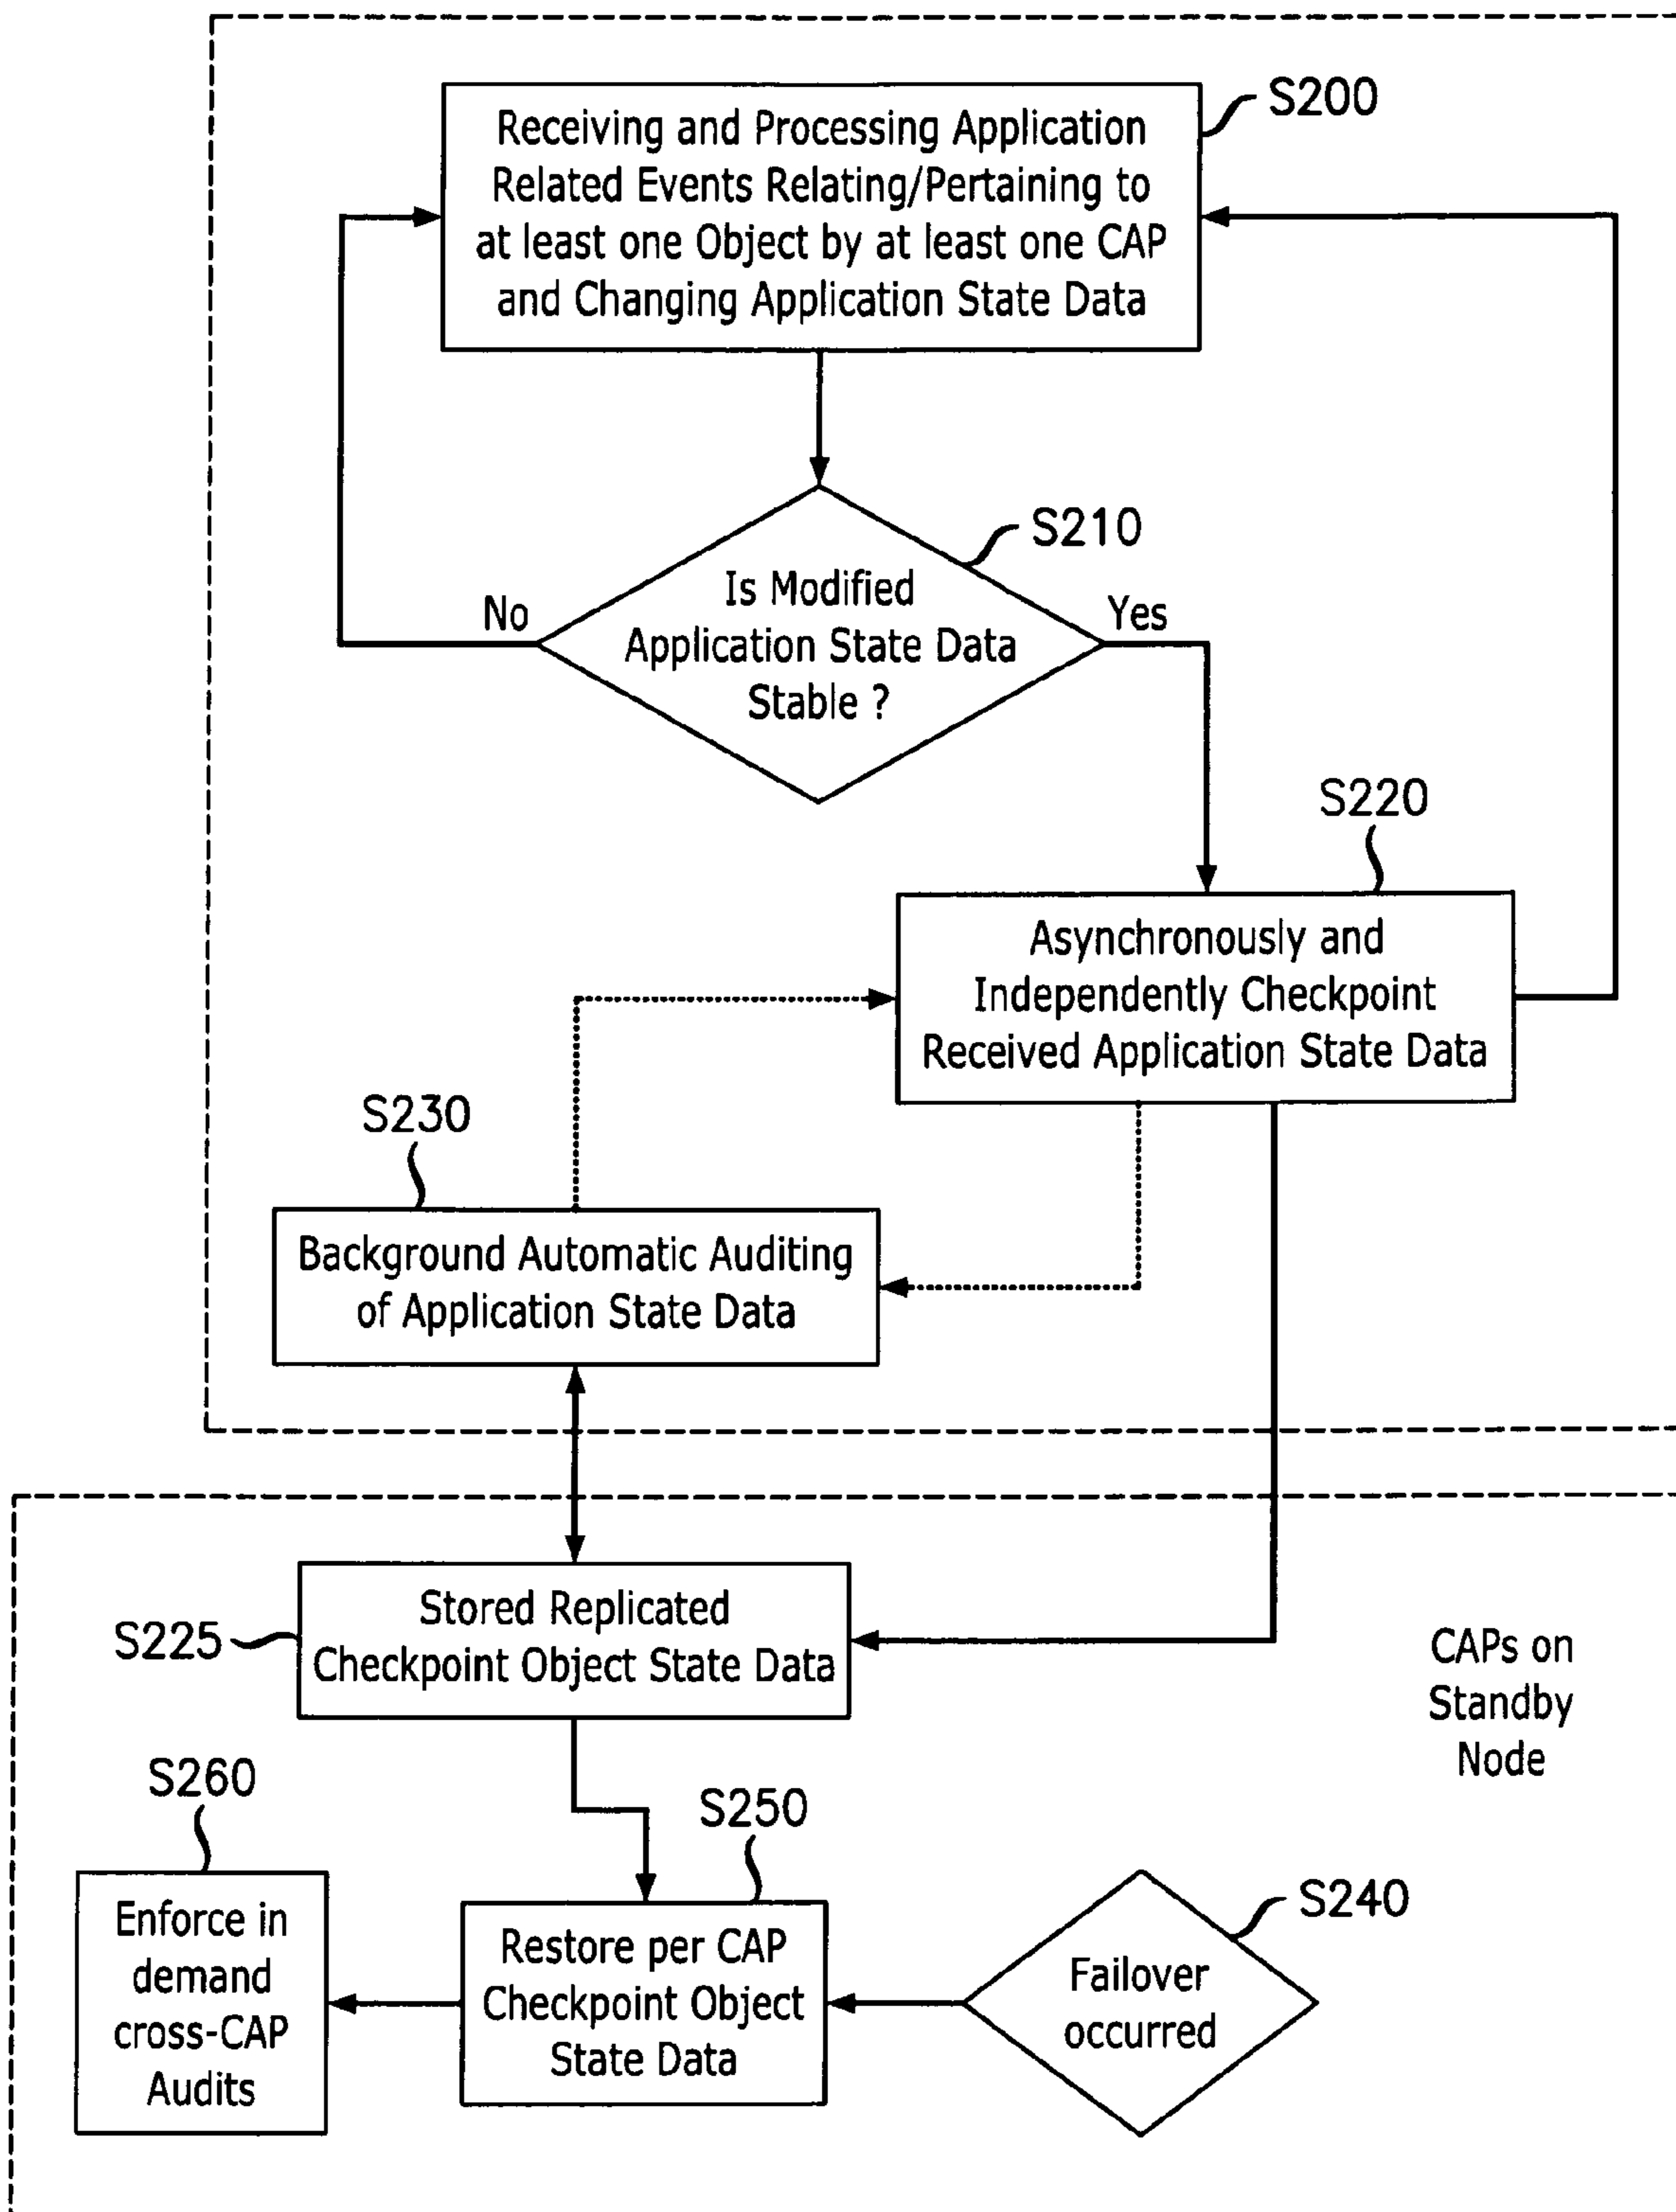 S200
Receiving and Processing Application
Related Events Relating/Pertaining to
at least one Object by at least one CAP
and Changing Application State Data
S210
Is Modified
Application State Data
Stable ?
No
Yes
S220
Asynchronously and
Independently Checkpoint
Received Application State Data
S230
Background Automatic Auditing
of Application State Data
S225
Stored Replicated
Checkpoint Object State Data
CAPs on
Standby
Node
S260
Enforce in
demand
cross-CAP
Audits
S250
Restore per CAP
Checkpoint Object
State Data
S240
Failover
occurred